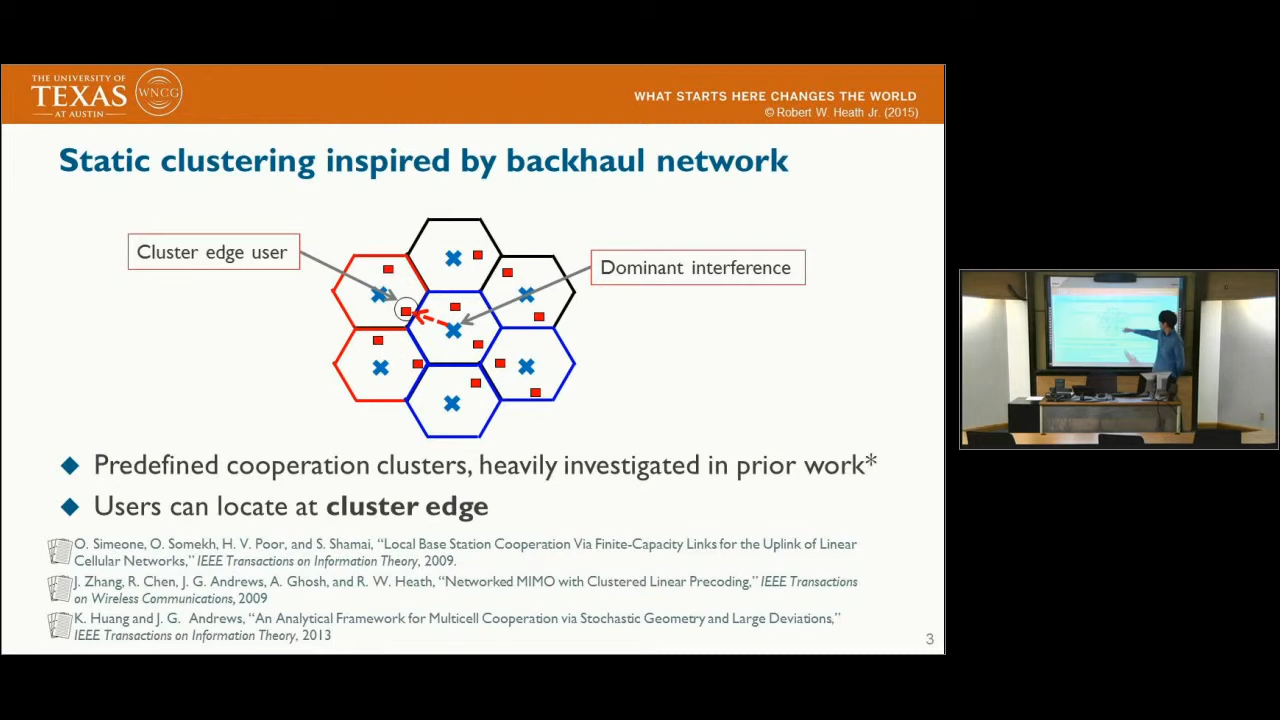 THE UNIVERSITY OF
TEXAS
AT AUSTIN
WNCG
WHAT STARTS HERE CHANGES THE WORLD
© Robert W. Heath Jr. (2015)
Static clustering inspired by backhaul network
Cluster edge user
Dominant interference
Predefined cooperation clusters, heavily investigated in prior work*
Users can locate at cluster edge
O. Simeone, O. Somekh, H. V. Poor, and S. Shamai, “Local Base Station Cooperation Via Finite-Capacity Links for the Uplink of Linear
Cellular Networks,” IEEE Transactions on Information Theory, 2009.
J. Zhang, R. Chen, J. G. Andrews, A. Ghosh, and R. W. Heath, “Networked MIMO with Clustered Linear Precoding,” IEEE Transactions
on Wireless Communications, 2009
K. Huang and J. G. Andrews, “An Analytical Framework for Multicell Cooperation via Stochastic Geometry and Large Deviations,”
IEEE Transactions on Information Theory, 2013
3